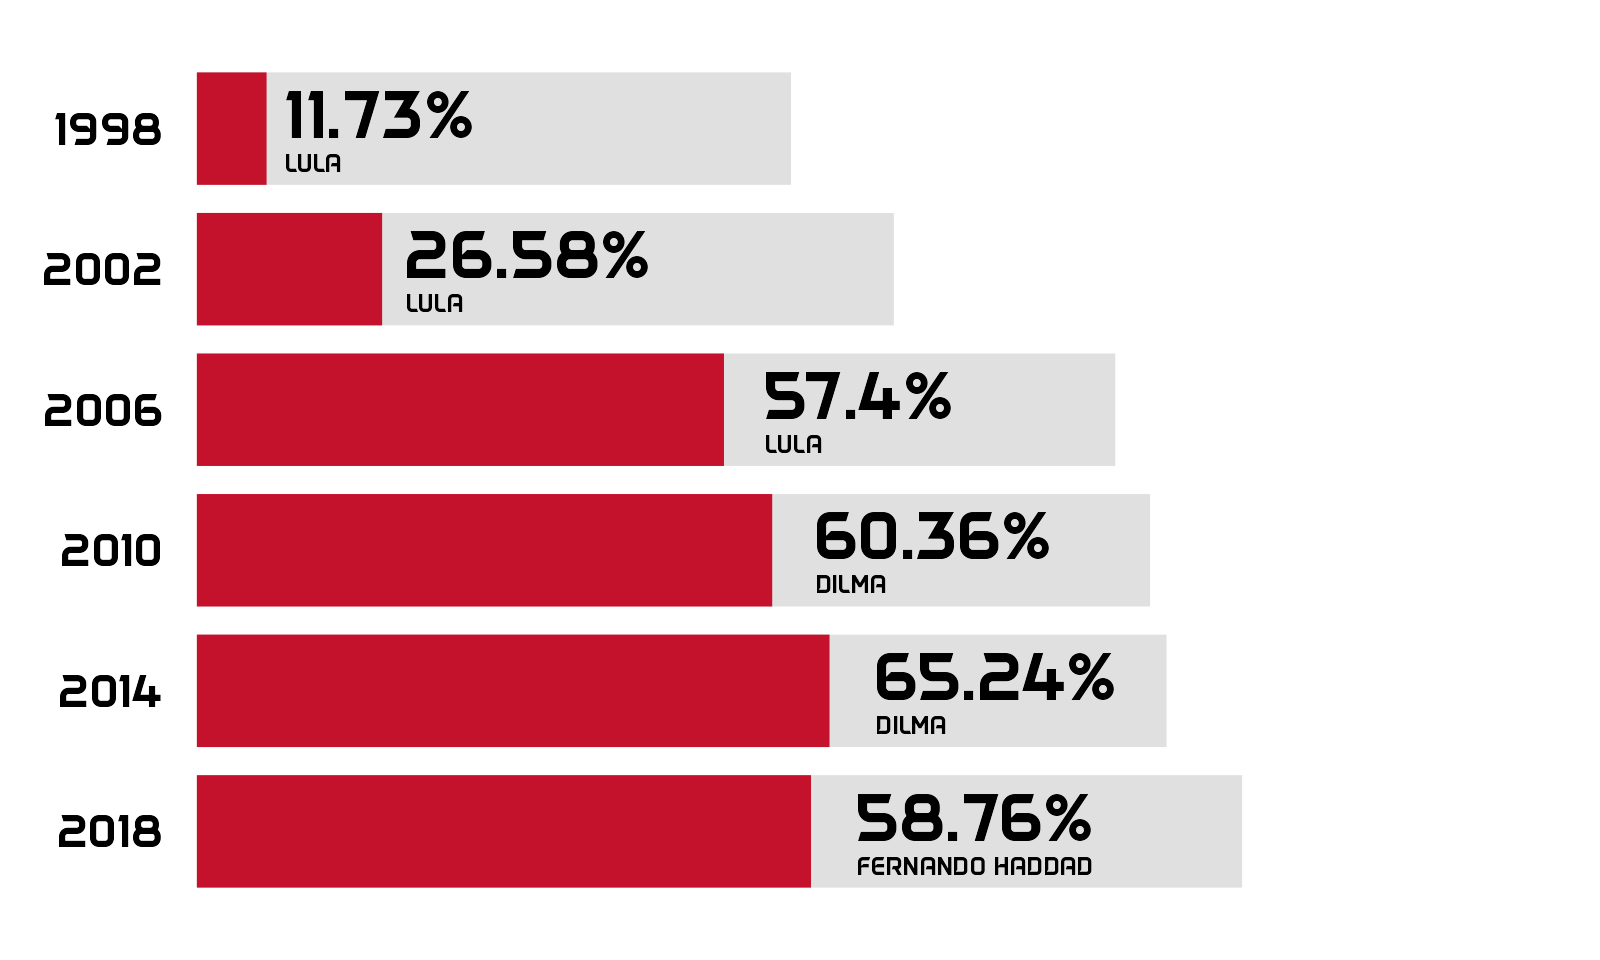 1998
11.73%
LULA
2002
26.58%
LULA
2006
57.4%
LULA
2010
60.36%
DILMA
2014
65.24%
DILMA
2018
58.76%
FERNANDO HADDAD